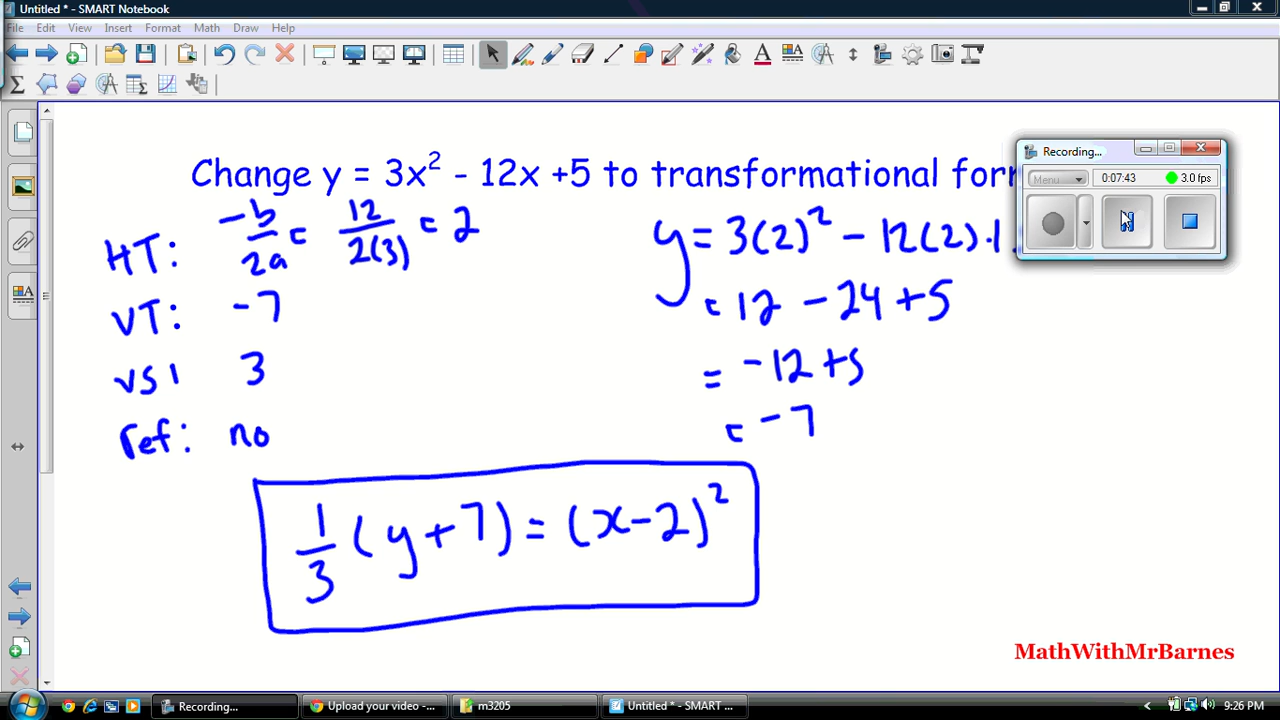 Untitled * - SMART Notebook
File Edit View Insert Format Math Draw Help
Recording...
Menu
0:07:43
3.0 fps
Change y = 3x² - 12x +5 to transformational for
HT: -b/2a = 12/2(3) = 2
VT: -7
VS: 3
ref: no
y = 3(2)² - 12(2)
= 12 - 24 + 5
= -12 + 5
= -7
1/3 (y+7) = (x-2)²
MathWithMrBarnes
Recording... Upload your video - ... m3205 Untitled * - SMART ... 9:26 PM